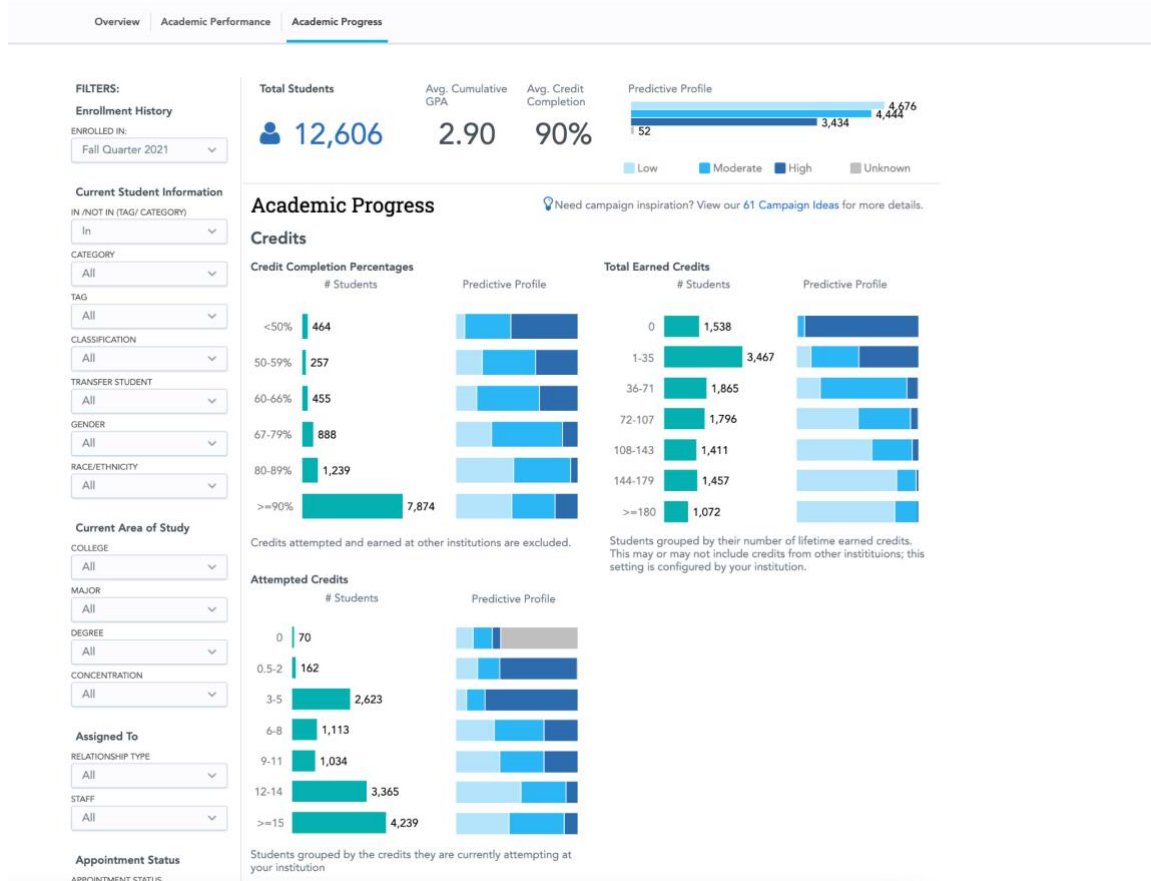 Overview Academic Performance Academic Progress
FILTERS:
Enrollment History
ENROLLED IN:
Fall Quarter 2021
Current Student Information
IN /NOT IN (TAG/ CATEGORY)
In
CATEGORY
All
TAG
All
CLASSIFICATION
All
TRANSFER STUDENT
All
GENDER
All
RACE/ETHNICITY
All
Current Area of Study
COLLEGE
All
MAJOR
All
DEGREE
All
CONCENTRATION
All
Assigned To
RELATIONSHIP TYPE
All
STAFF
All
Appointment Status
APPOINTMENT STATUS
Total Students
12,606
Avg. Cumulative
GPA
2.90
Avg. Credit
Completion
90%
Predictive Profile
4,676
4,444
3,434
52
Low Moderate High Unknown
Academic Progress
Need campaign inspiration? View our 61 Campaign Ideas for more details.
Credits
Credit Completion Percentages
# Students Predictive Profile
<50% 464
50-59% 257
60-66% 455
67-79% 888
80-89% 1,239
>=90% 7,874
Credits attempted and earned at other institutions are excluded.
Total Earned Credits
# Students Predictive Profile
0 1,538
1-35 3,467
36-71 1,865
72-107 1,796
108-143 1,411
144-179 1,457
>=180 1,072
Students grouped by their number of lifetime earned credits.
This may or may not include credits from other instituitions; this
setting is configured by your institution.
Attempted Credits
# Students Predictive Profile
0 70
0.5-2 162
3-5 2,623
6-8 1,113
9-11 1,034
12-14 3,365
>=15 4,239
Students grouped by the credits they are currently attempting at
your institution